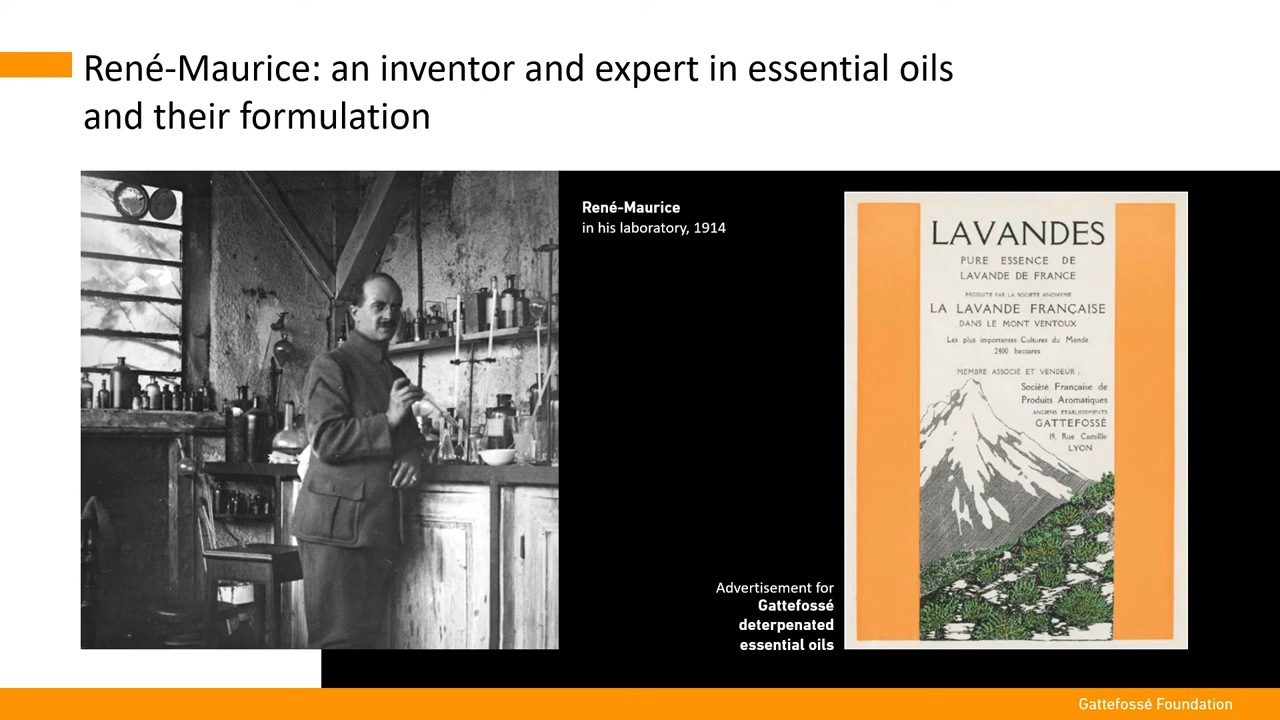 René-Maurice: an inventor and expert in essential oils
and their formulation
René-Maurice
in his laboratory, 1914
LAVANDES
PURE ESSENCE DE
LAVANDE DE FRANCE
PRODUITE PAR LA SOCIÉTÉ ANONYME
LA LAVANDE FRANÇAISE
DANS LE MONT VENTOUX
Les plus importantes Cultures du Monde
2400 hectares
MEMBRE ASSOCIÉ ET VENDEUR :
Société Française de
Produits Aromatiques
ANCIENS ÉTABLISSEMENTS
GATTEFOSSÉ
19, Rue Camille
LYON
Advertisement for
Gattefossé
deterpenated
essential oils
Gattefossé Foundation